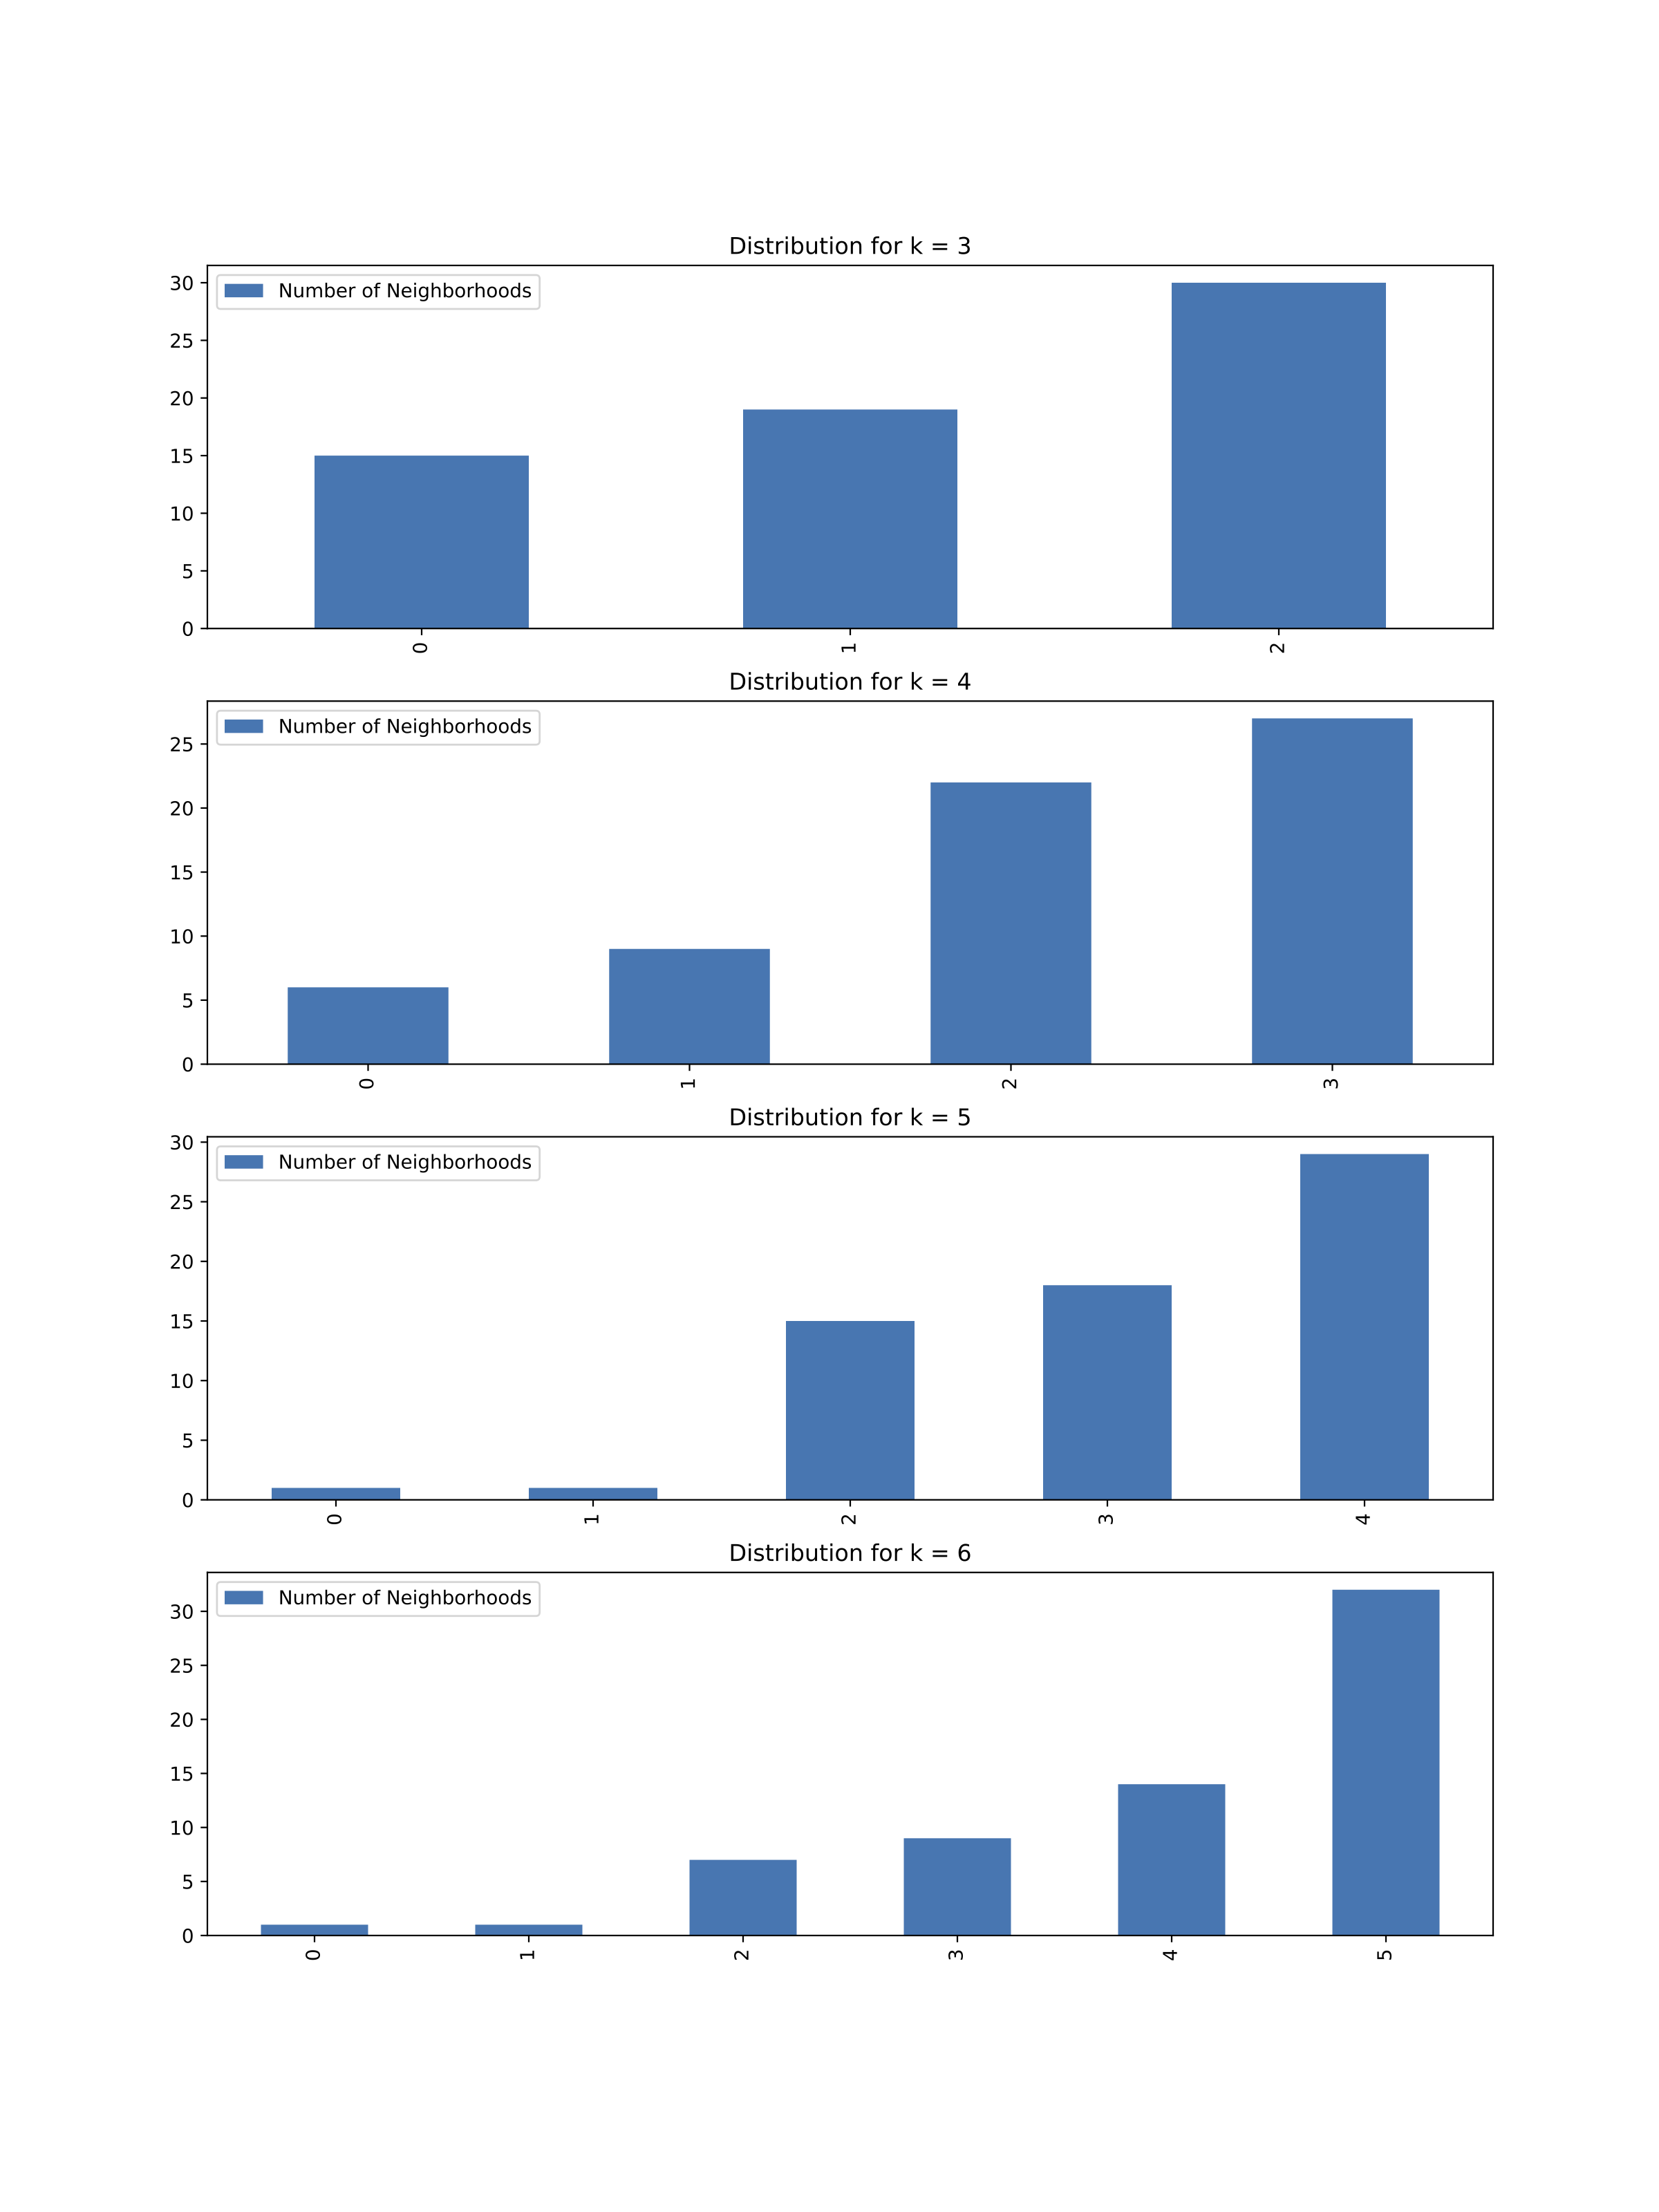 Distribution for k = 3
Number of Neighborhoods
30
25
20
15
10
5
0
0 1 2
Distribution for k = 4
Number of Neighborhoods
25
20
15
10
5
0
0 1 2 3
Distribution for k = 5
30
Number of Neighborhoods
25
20
15
10
5
0
0 1 2 3 4
Distribution for k = 6
Number of Neighborhoods
30
25
20
15
10
5
0
0 1 2 3 4 5